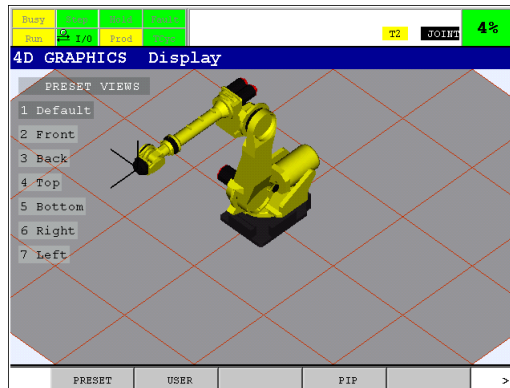 Busy Step Hold Fault
Run I/O Prod TCyc
T2 JOINT 4%
4D GRAPHICS Display
PRESET VIEWS
1 Default
2 Front
3 Back
4 Top
5 Bottom
6 Right
7 Left
PRESET USER PIP >